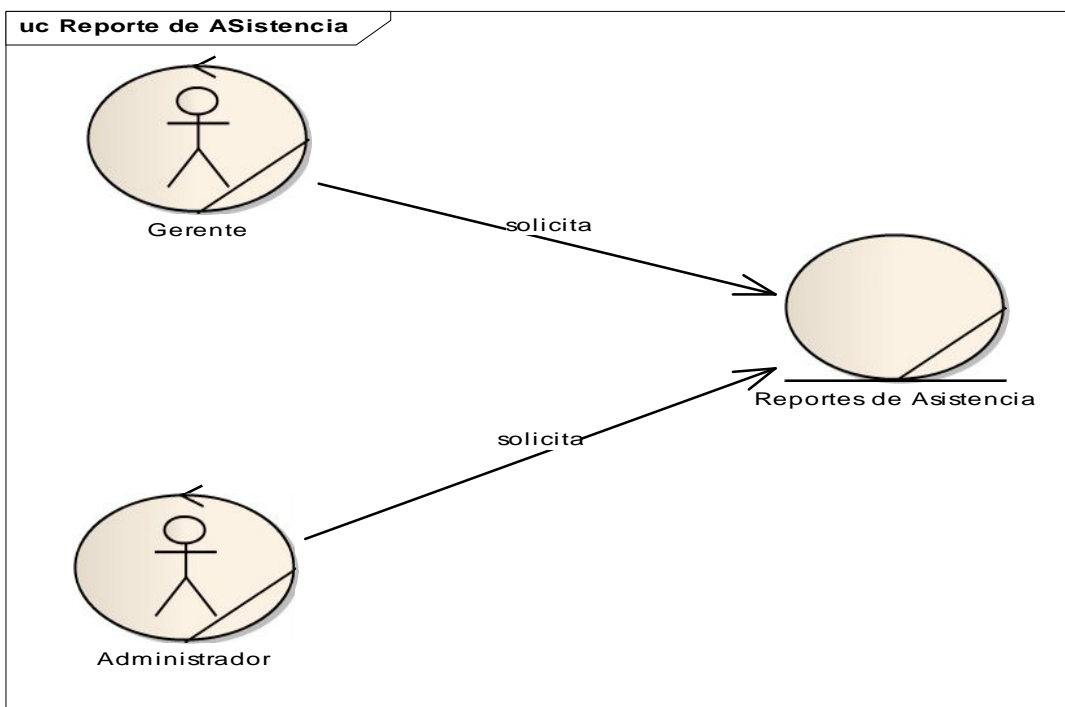 uc Reporte de ASistencia
Gerente
solicita
Reportes de Asistencia
solicita
Administrador